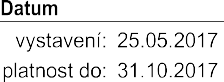 Datum
vystavení: 25.05.2017
platnost do: 31.10.2017